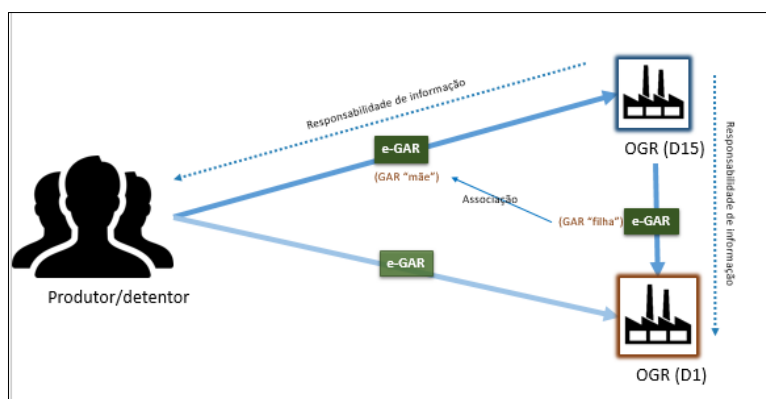 Responsabilidade de informação
e-GAR
(GAR “mãe”)
OGR (D15)
Responsabilidade de informação
Associação
(GAR “filha”)
e-GAR
e-GAR
Produtor/detentor
OGR (D1)